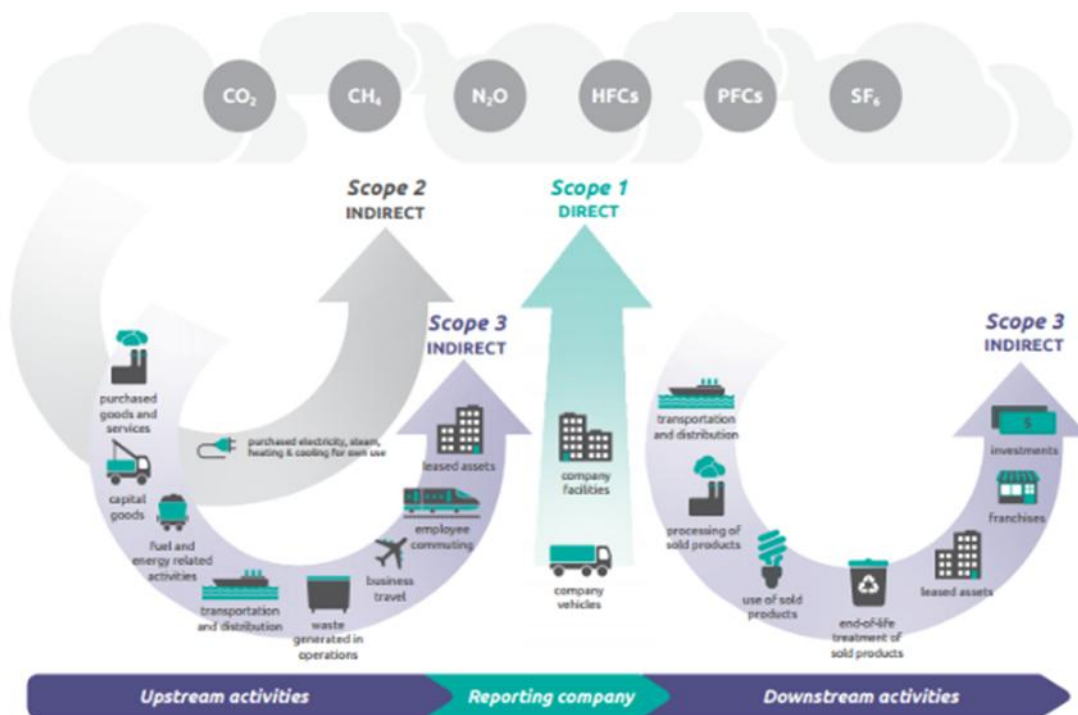 CO₂
CH₄
N₂O
HFCs
PFCs
SF₆
Scope 2
INDIRECT
Scope 1
DIRECT
Scope 3
INDIRECT
Scope 3
INDIRECT
purchased
goods and
services
capital
goods
fuel and
energy related
activities
purchased electricity, steam,
heating & cooling for own use
transportation
and distribution
waste
generated in
operations
business
travel
employee
commuting
leased assets
company
facilities
company
vehicles
transportation
and distribution
processing of
sold products
use of sold
products
end-of-life
treatment of
sold products
leased assets
franchises
$
investments
Upstream activities
Reporting company
Downstream activities